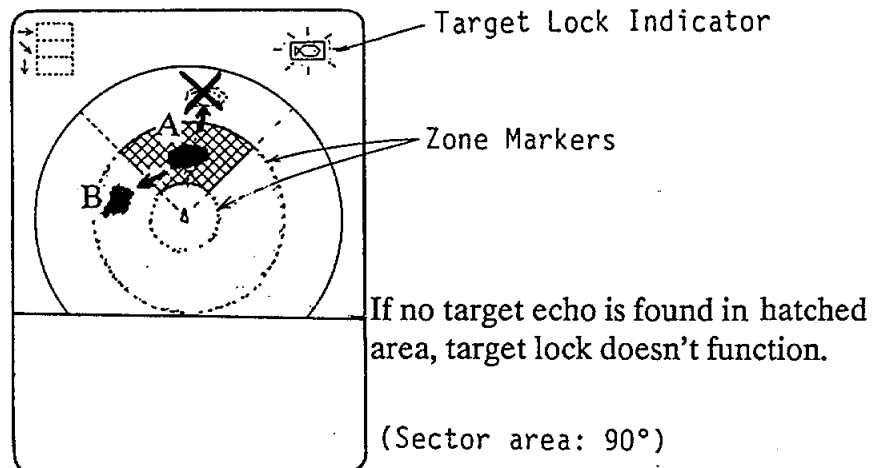 Target Lock Indicator
A
Zone Markers
B
If no target echo is found in hatched
area, target lock doesn't function.
(Sector area: 90°)